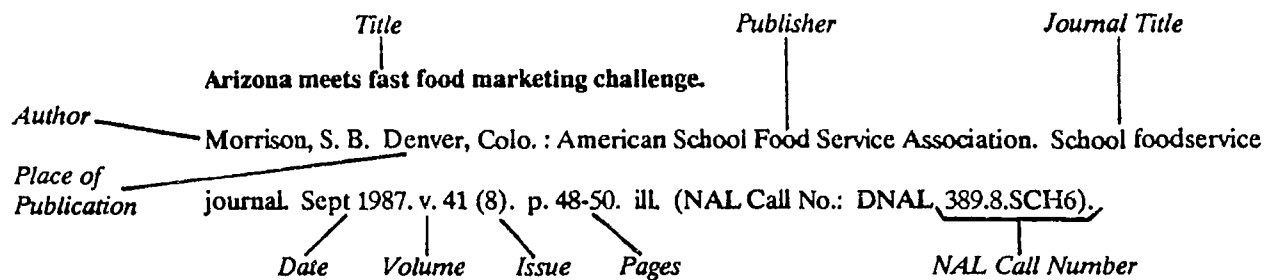 Title Publisher Journal Title
Arizona meets fast food marketing challenge.
Author
Morrison, S. B. Denver, Colo. : American School Food Service Association. School foodservice
Place of
Publication
journal. Sept 1987. v. 41 (8). p. 48-50. ill. (NAL Call No.: DNAL 389.8.SCH6).
Date Volume Issue Pages NAL Call Number